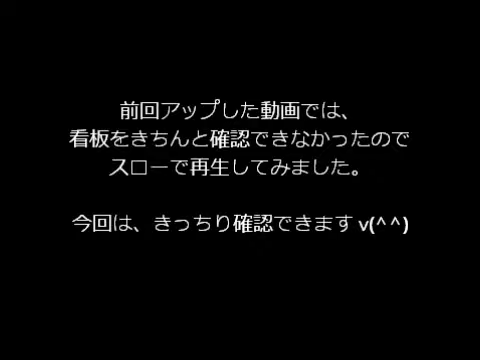 前回アップした動画では、
看板をきちんと確認できなかったので
スローで再生してみました。
今回は、きっちり確認できます v(^^)